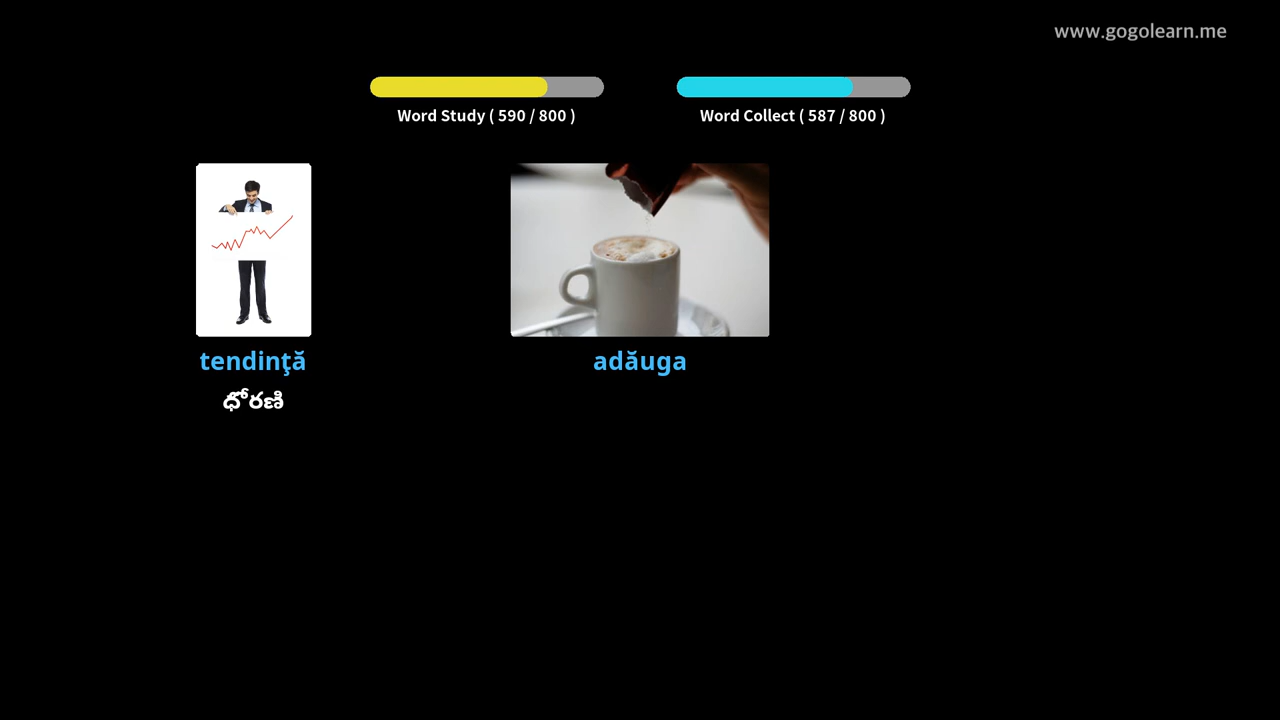 www.gogolearn.me
Word Study ( 590 / 800 )
Word Collect ( 587 / 800 )
tendinţă
adăuga
ధోరణి